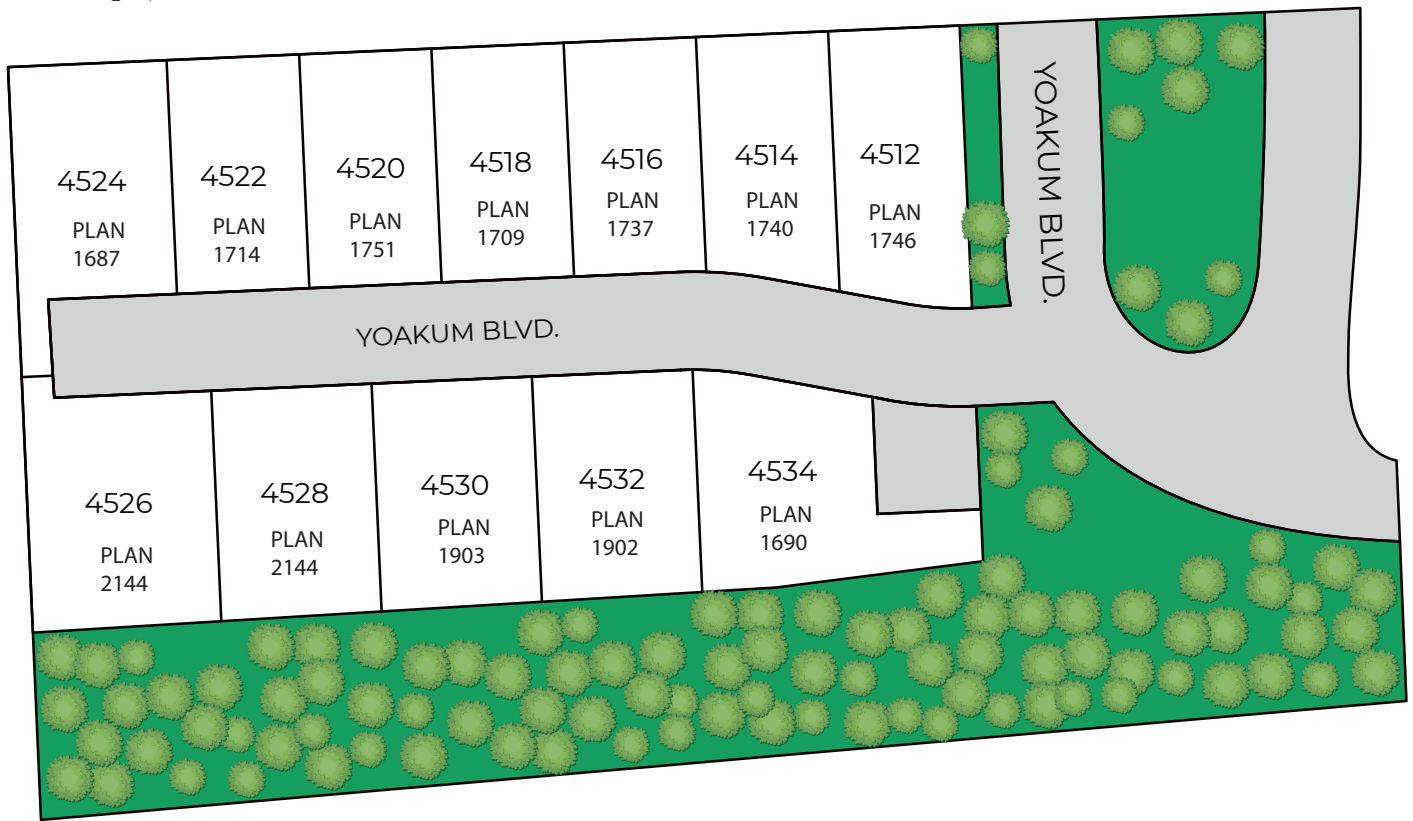 4524
PLAN
1687
4522
PLAN
1714
4520
PLAN
1751
4518
PLAN
1709
4516
PLAN
1737
4514
PLAN
1740
4512
PLAN
1746
YOAKUM BLVD.
YOAKUM BLVD.
4526
PLAN
2144
4528
PLAN
2144
4530
PLAN
1903
4532
PLAN
1902
4534
PLAN
1690